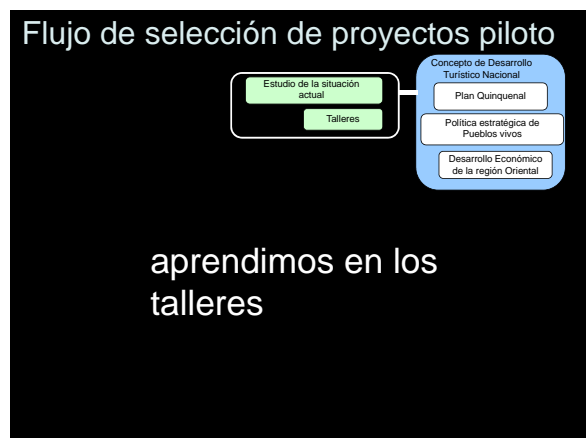 Flujo de selección de proyectos piloto
Concepto de Desarrollo
Turístico Nacional
Estudio de la situación
actual
Plan Quinquenal
Talleres
Política estratégica de
Pueblos vivos
Desarrollo Económico
de la región Oriental
aprendimos en los
talleres